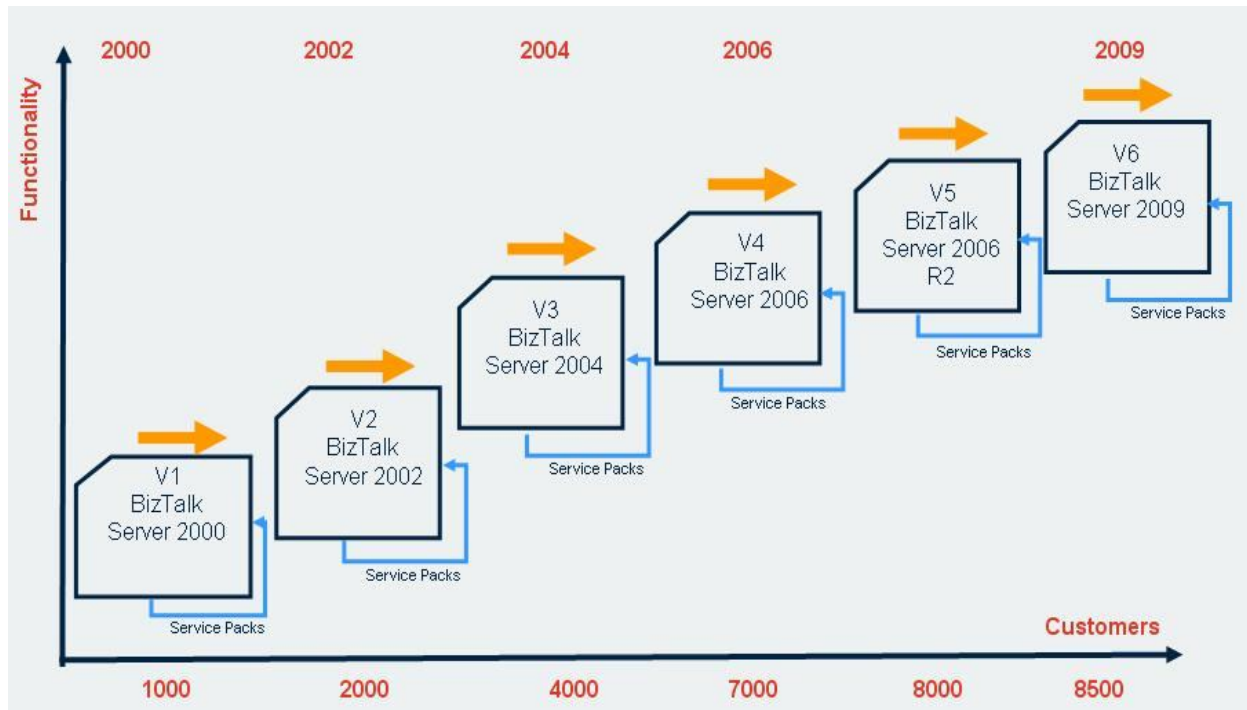 2000
2002
2004
2006
2009
Functionality
V1
BizTalk
Server 2000
Service Packs
V2
BizTalk
Server 2002
Service Packs
V3
BizTalk
Server 2004
Service Packs
V4
BizTalk
Server 2006
Service Packs
V5
BizTalk
Server 2006
R2
Service Packs
V6
BizTalk
Server 2009
Service Packs
Customers
1000
2000
4000
7000
8000
8500